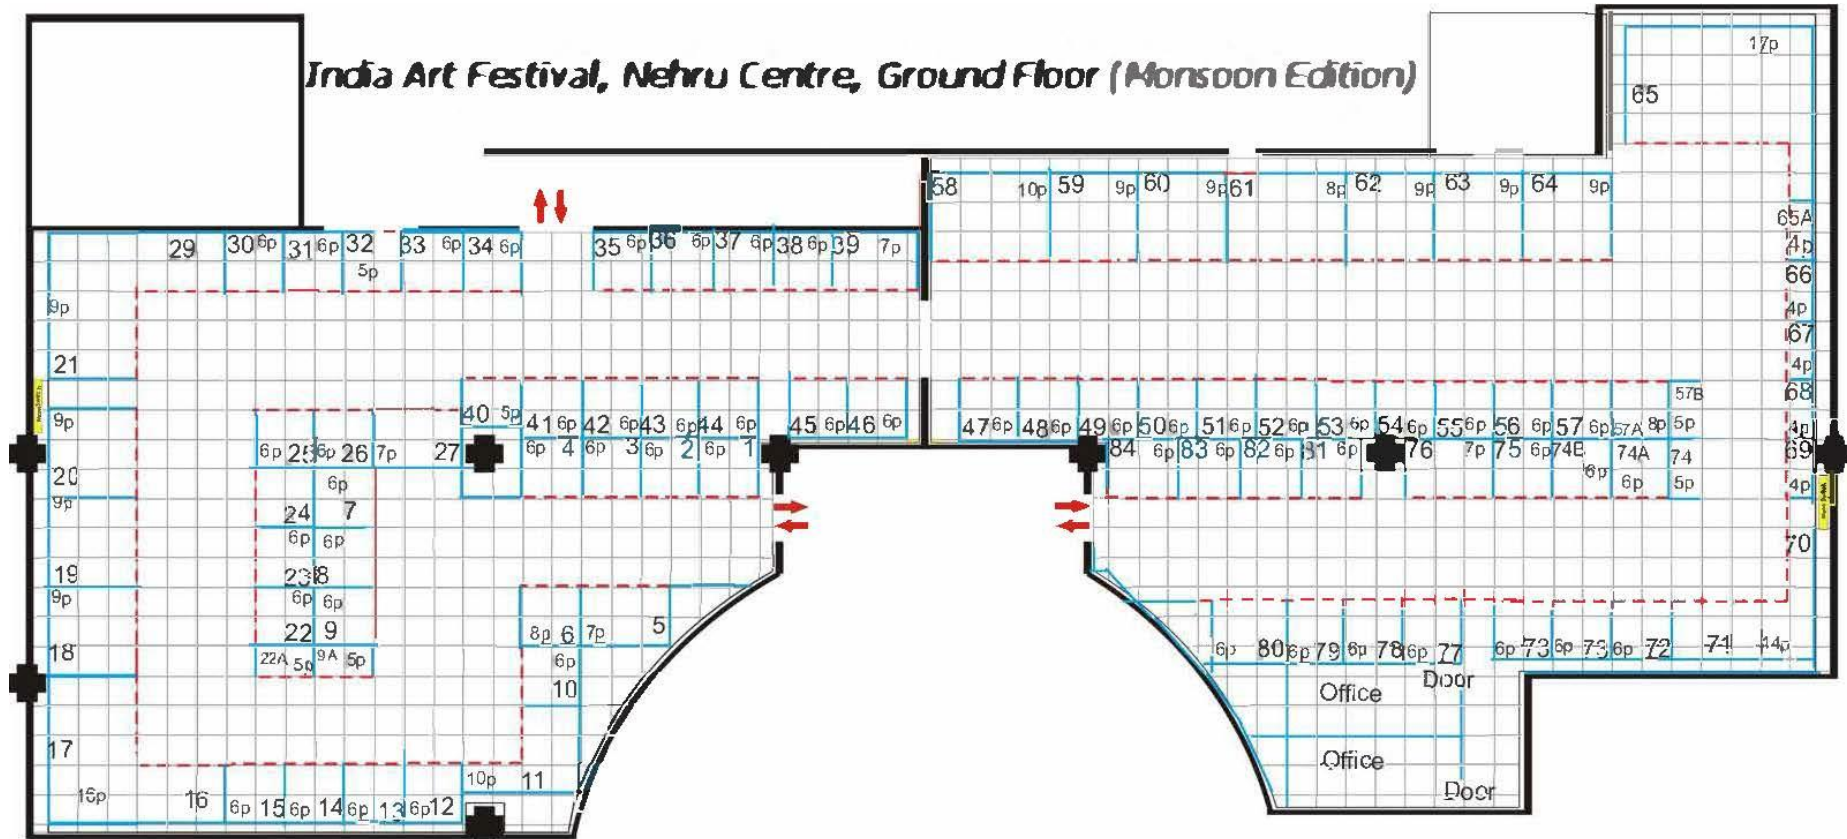 India Art Festival, Nehru Centre, Ground Floor (Monsoon Edition)
17p
65
58 10p 59 9p 60 9p 61 8p 62 9p 63 9p 64 9p
65A
4p
29 30 6p 31 6p 32 33 6p 34 6p 35 6p 36 6p 37 6p 38 6p 39 7p
5p
66
9p
4p
67
21
4p
57B 68
9p 40 5p 41 6p 42 6p 43 6p 44 6p 45 6p 46 6p 47 6p 48 6p 49 6p 50 6p 51 6p 52 6p 53 6p 54 6p 55 6p 56 6p 57 6p 57A 8p 5p 4p
6p 25 6p 26 7p 27 6p 4 6p 3 6p 2 6p 1 84 6p 83 6p 82 6p 81 6p 76 7p 75 6p 74B 6p 74A 74 69
20 6p 6p 5p 4p
9p
24 7
6p 6p 70
19 23 8
9p 6p 6p
22 9 8p 6 7p 5
18 22A 5p 9A 5p 6p 6p 80 6p 79 6p 78 6p 77 6p 73 6p 73 6p 72 71 14p
10 Office Door
17
Office
10p 11
16p 16 6p 15 6p 14 6p 13 6p 12 Door